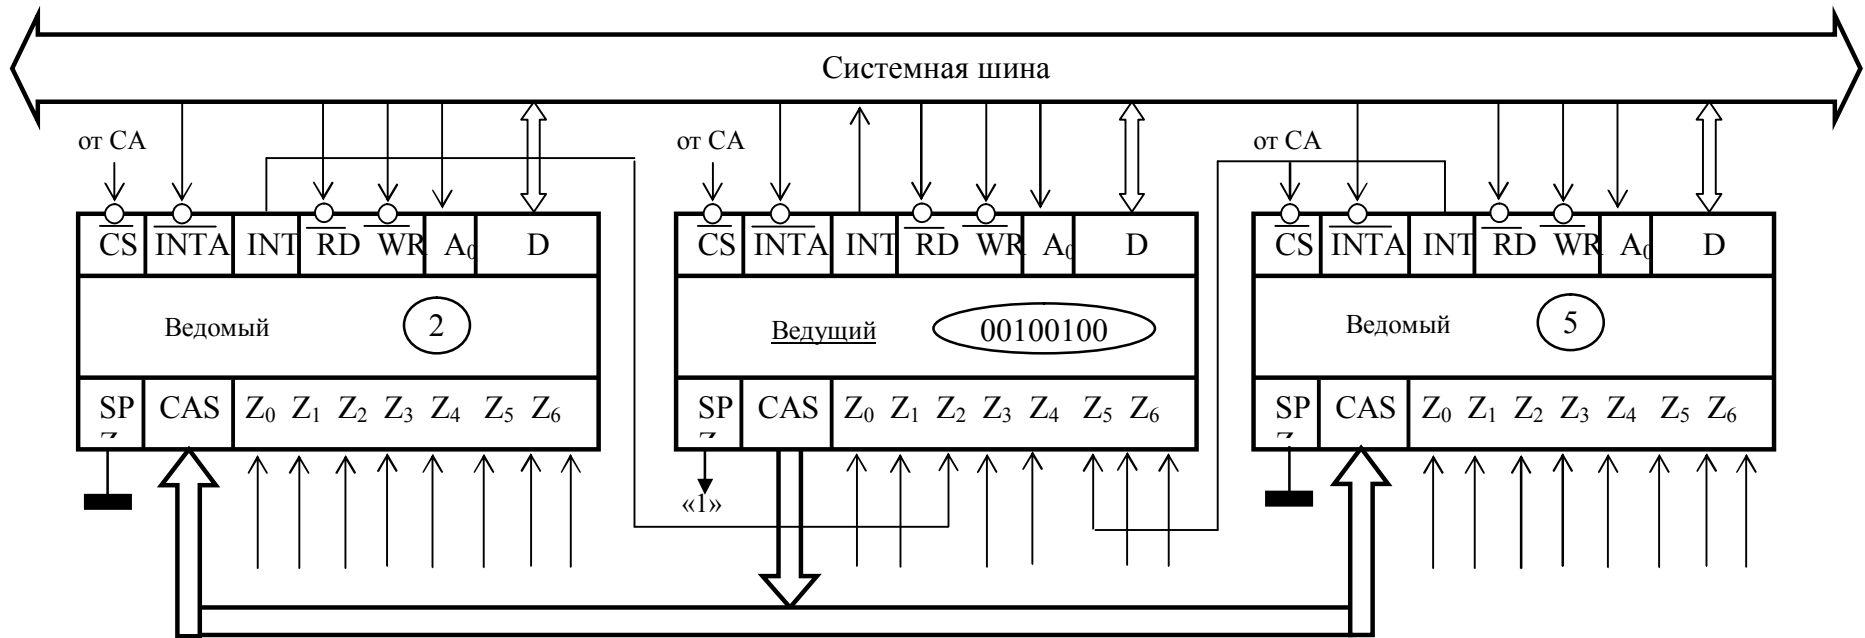 Системная шина
от СА от СА от СА
CS INTA INT RD WR A₀ D CS INTA INT RD WR A₀ D CS INTA INT RD WR A₀ D
Ведомый 2 Ведущий 00100100 Ведомый 5
SP CAS Z₀ Z₁ Z₂ Z₃ Z₄ Z₅ Z₆ SP CAS Z₀ Z₁ Z₂ Z₃ Z₄ Z₅ Z₆ SP CAS Z₀ Z₁ Z₂ Z₃ Z₄ Z₅ Z₆
«1»